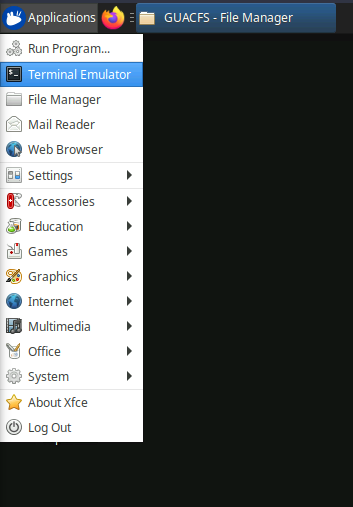 Applications
GUACFS - File Manager
Run Program...
Terminal Emulator
File Manager
Mail Reader
Web Browser
Settings
Accessories
Education
Games
Graphics
Internet
Multimedia
Office
System
About Xfce
Log Out